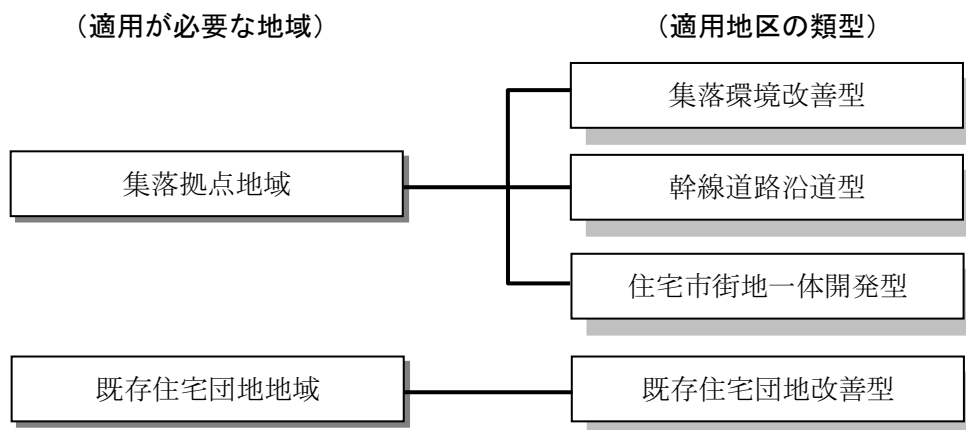 （適用が必要な地域）
（適用地区の類型）
集落環境改善型
集落拠点地域
幹線道路沿道型
住宅市街地一体開発型
既存住宅団地地域
既存住宅団地改善型